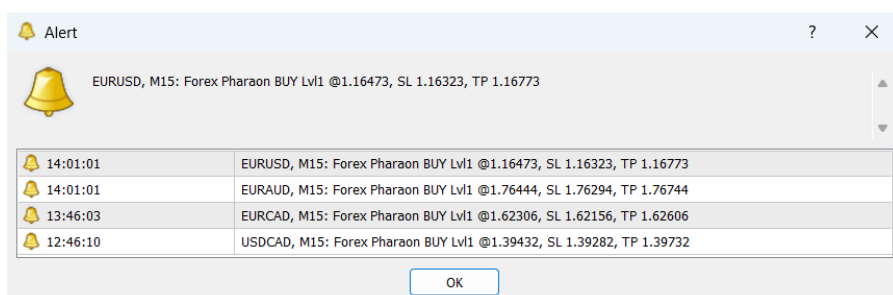 Alert
?
EURUSD, M15: Forex Pharaon BUY Lvl1 @1.16473, SL 1.16323, TP 1.16773
14:01:01 EURUSD, M15: Forex Pharaon BUY Lvl1 @1.16473, SL 1.16323, TP 1.16773
14:01:01 EURAUD, M15: Forex Pharaon BUY Lvl1 @1.76444, SL 1.76294, TP 1.76744
13:46:03 EURCAD, M15: Forex Pharaon BUY Lvl1 @1.62306, SL 1.62156, TP 1.62606
12:46:10 USDCAD, M15: Forex Pharaon BUY Lvl1 @1.39432, SL 1.39282, TP 1.39732
OK